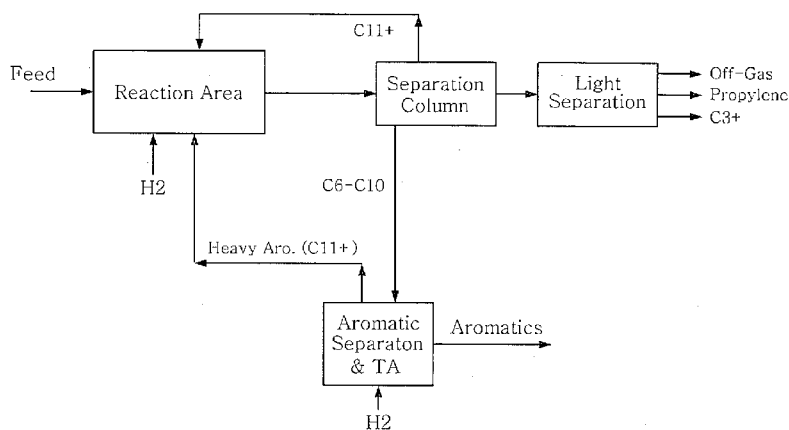 C11+
Feed
Reaction Area
Separation
Column
Light
Separation
Off-Gas
Propylene
C3+
H2
C6-C10
Heavy Aro. (C11+)
Aromatic
Separaton
& TA
Aromatics
H2